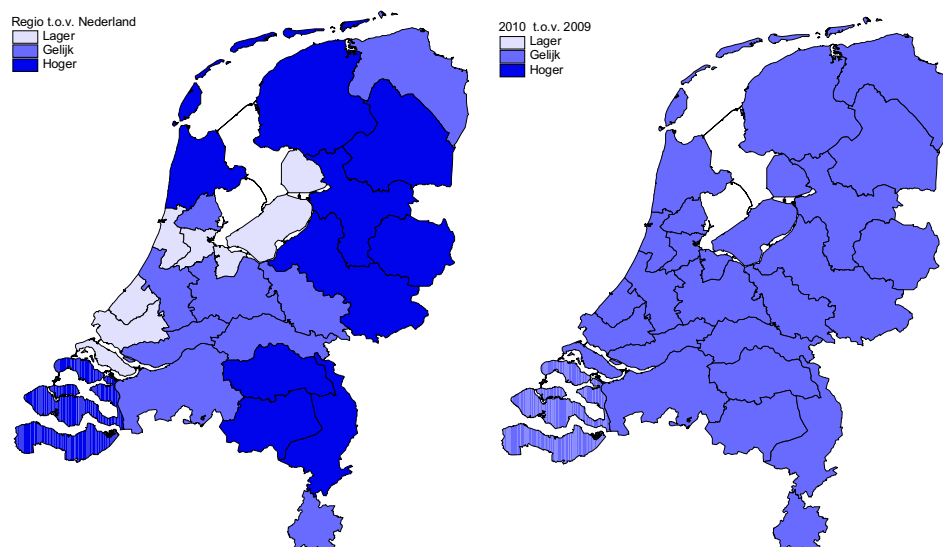 Regio t.o.v. Nederland
Lager
Gelijk
Hoger
2010 t.o.v. 2009
Lager
Gelijk
Hoger